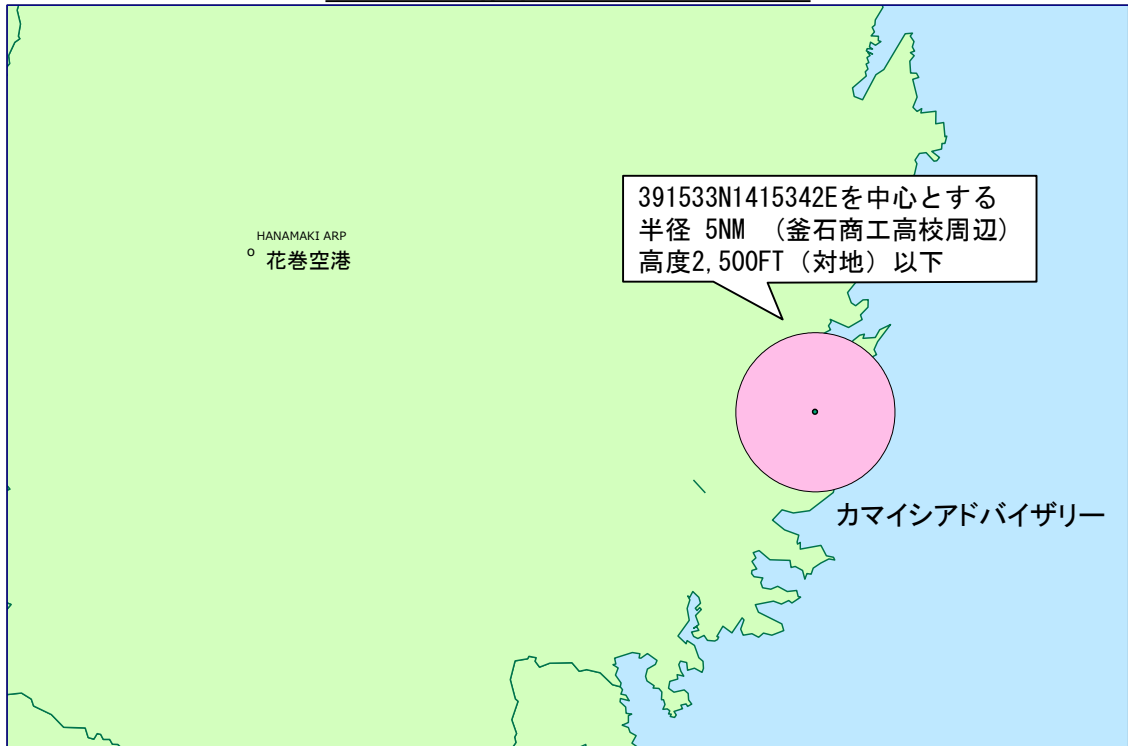 391533N1415342Eを中心とする
半径 5NM （釜石商工高校周辺）
高度2,500FT（対地）以下
HANAMAKI ARP
花巻空港
カマイシアドバイザリー